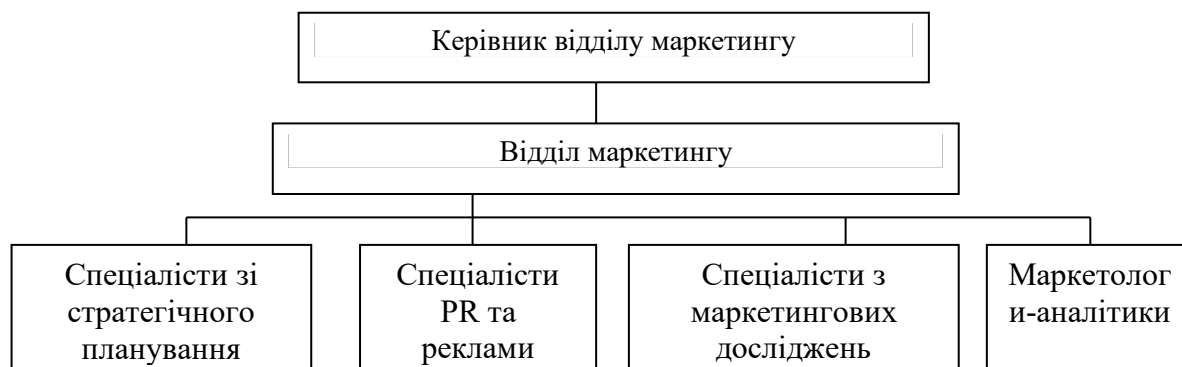 Керівник відділу маркетингу
Відділ маркетингу
Спеціалісти зі
стратегічного
планування
Спеціалісти
PR та
реклами
Спеціалісти з
маркетингових
досліджень
Маркетолог
и-аналітики